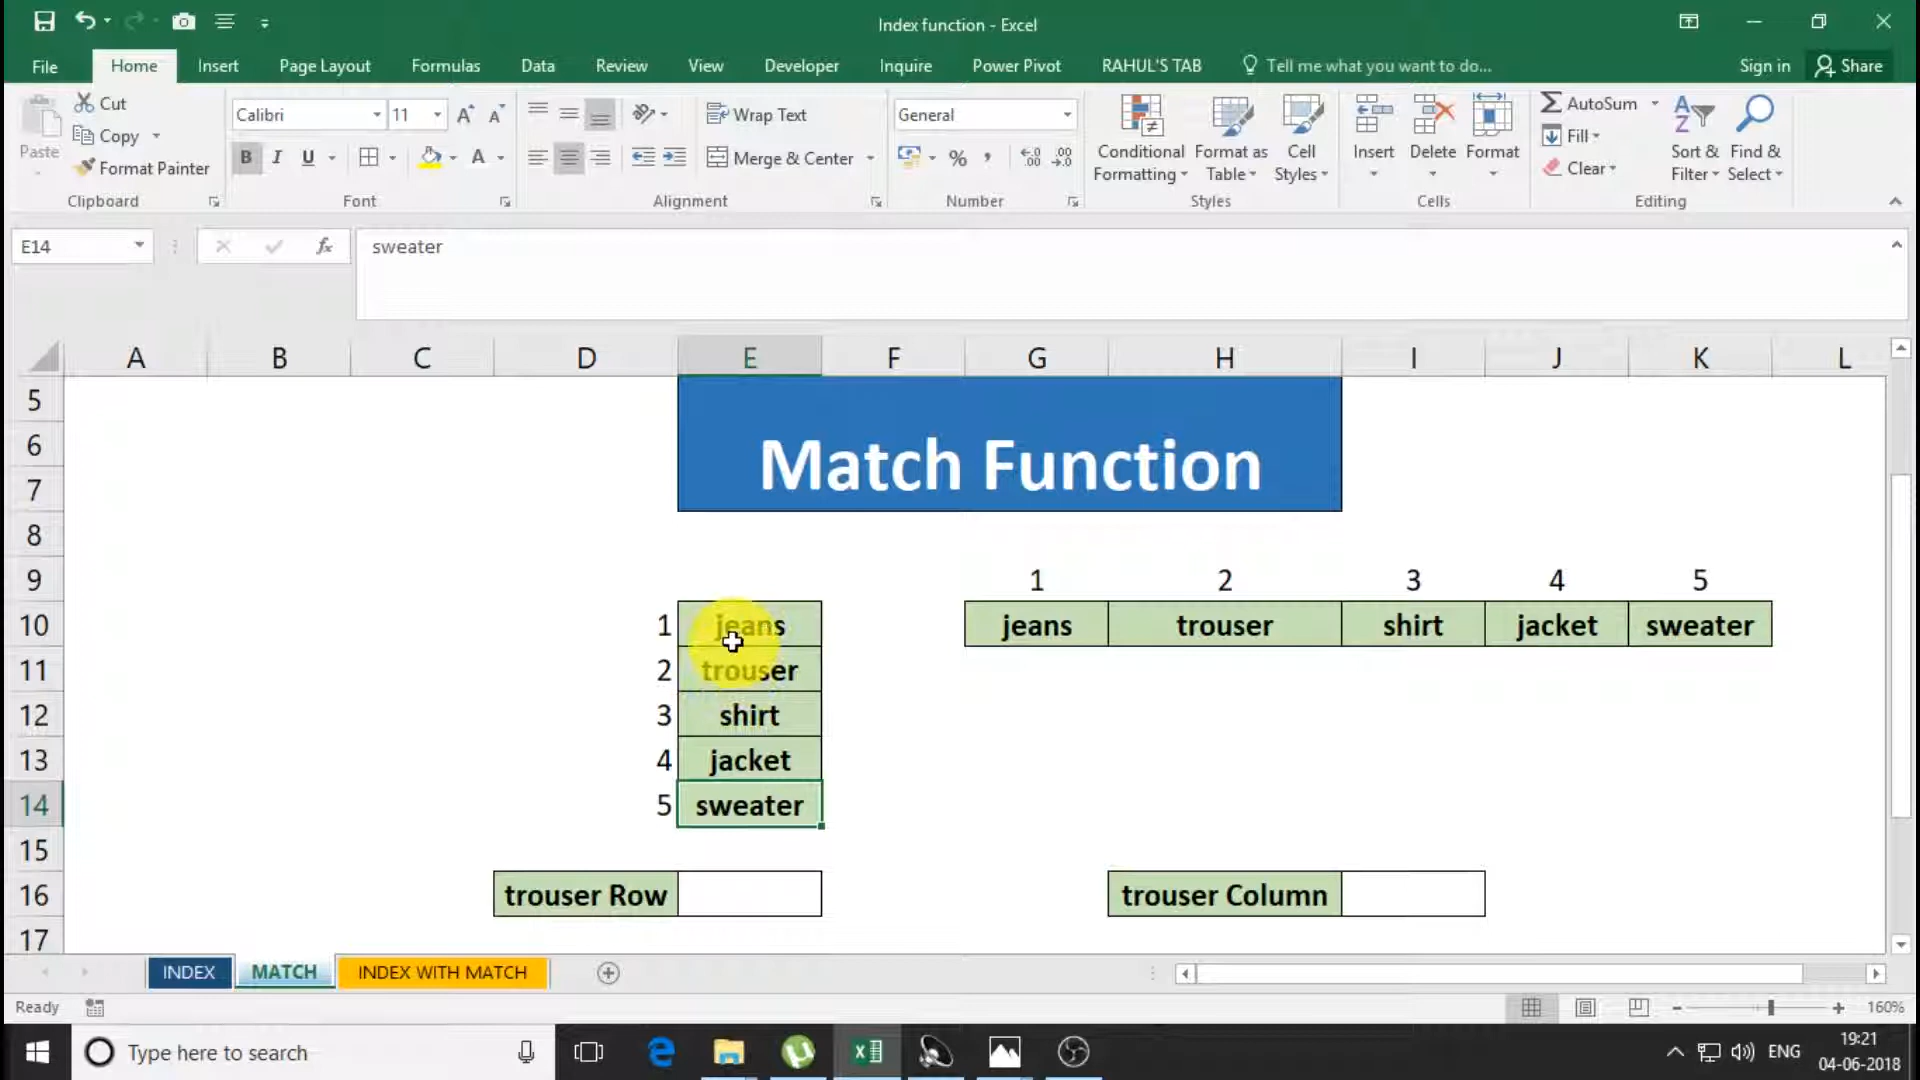 Index function - Excel
File Home Insert Page Layout Formulas Data Review View Developer Inquire Power Pivot RAHUL'S TAB Tell me what you want to do... Sign in Share
Paste
Cut
Copy
Format Painter
Clipboard
Calibri 11
B I U
Font
Wrap Text
Merge & Center
Alignment
General
%
Number
Conditional Formatting
Format as Table
Cell Styles
Styles
Insert Delete Format
Cells
AutoSum
Fill
Clear
Sort & Filter
Find & Select
Editing
E14 fx sweater
A B C D E F G H I J K L
5
6
Match Function
7
8
9 1 2 3 4 5
10 1 jeans jeans trouser shirt jacket sweater
11 2 trouser
12 3 shirt
13 4 jacket
14 5 sweater
15
16 trouser Row trouser Column
17
INDEX MATCH INDEX WITH MATCH
Ready 160%
Type here to search ENG 19:21
04-06-2018